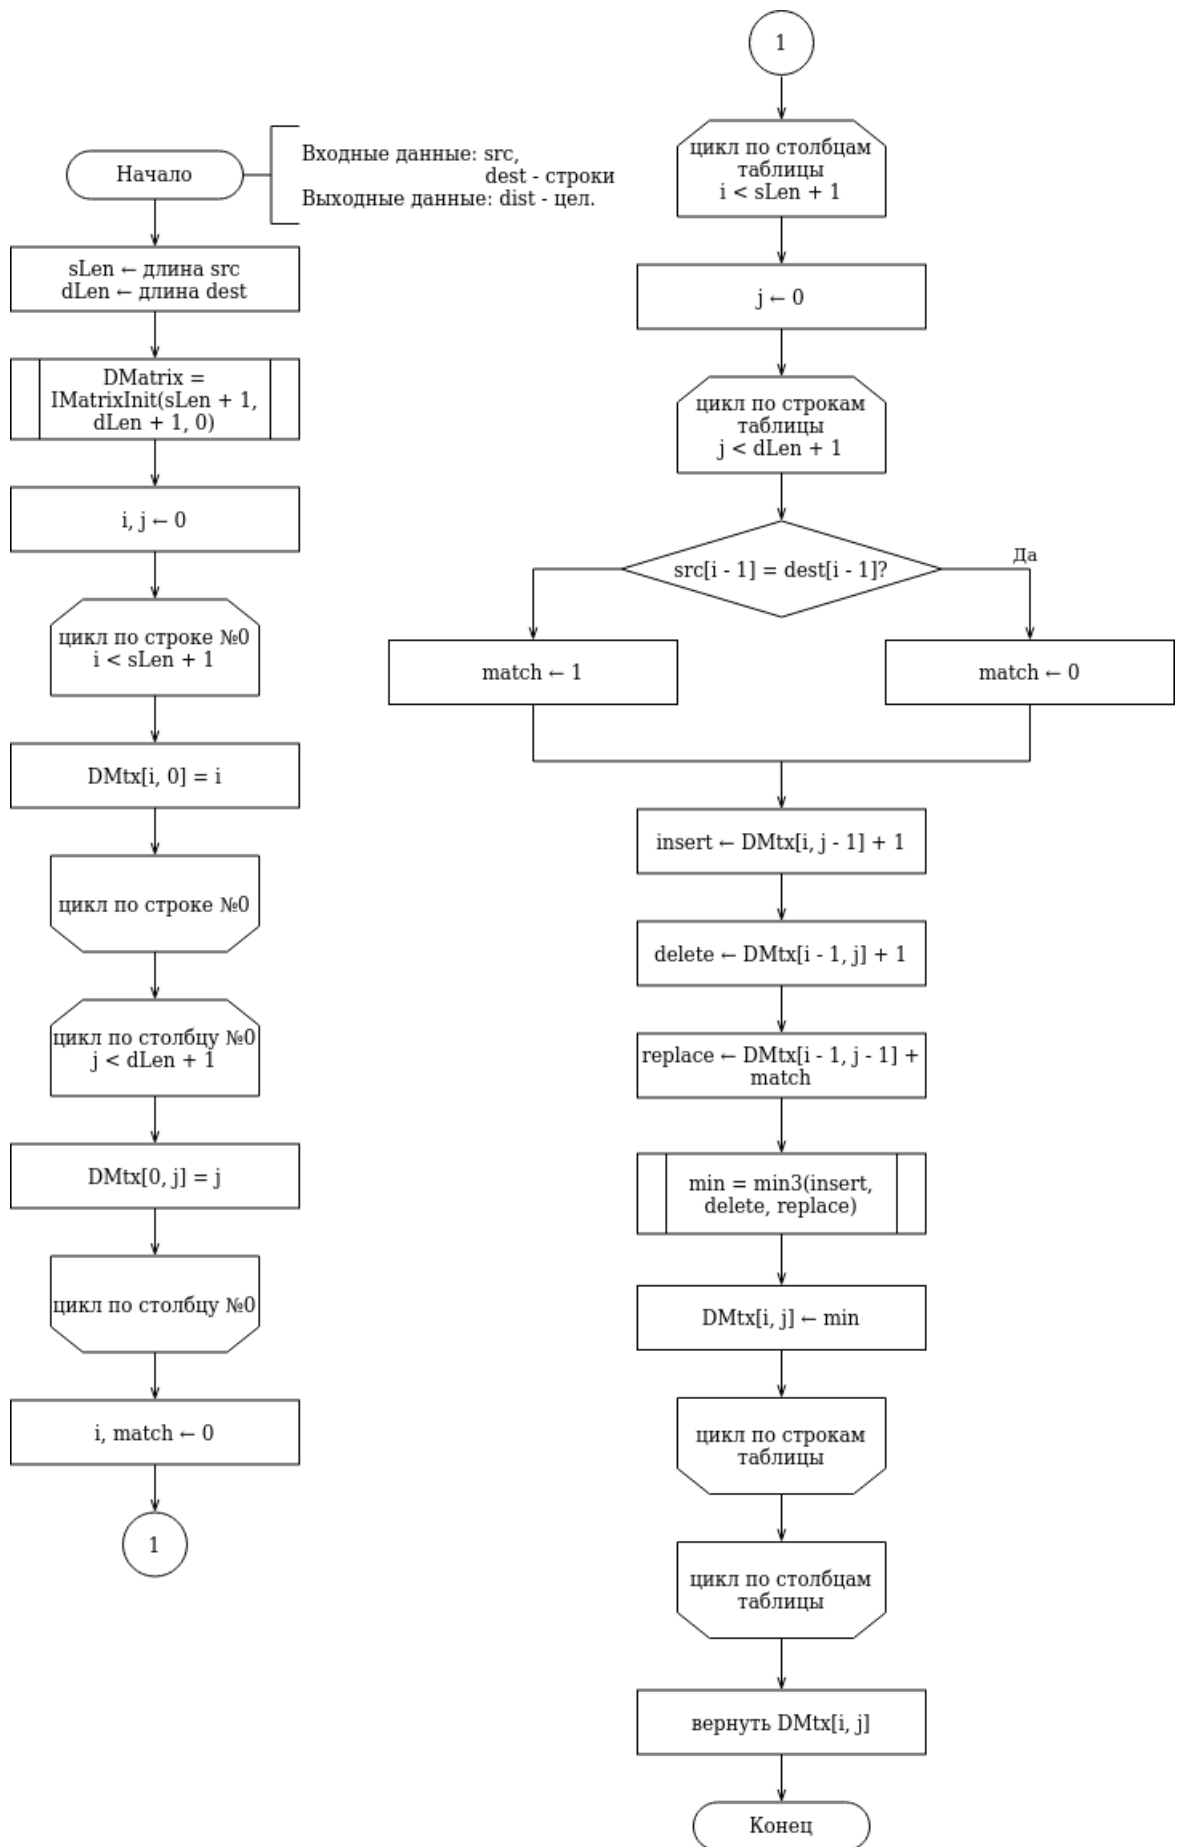 Начало
Входные данные: src,
dest - строки
Выходные данные: dist - цел.
sLen ← длина src
dLen ← длина dest
DMatrix =
IMatrixInit(sLen + 1,
dLen + 1, 0)
i, j ← 0
цикл по строке №0
i < sLen + 1
DMtx[i, 0] = i
цикл по строке №0
цикл по столбцу №0
j < dLen + 1
DMtx[0, j] = j
цикл по столбцу №0
i, match ← 0
1
1
цикл по столбцам
таблицы
i < sLen + 1
j ← 0
цикл по строкам
таблицы
j < dLen + 1
src[i - 1] = dest[i - 1]?
Да
match ← 1
match ← 0
insert ← DMtx[i, j - 1] + 1
delete ← DMtx[i - 1, j] + 1
replace ← DMtx[i - 1, j - 1] +
match
min = min3(insert,
delete, replace)
DMtx[i, j] ← min
цикл по строкам
таблицы
цикл по столбцам
таблицы
вернуть DMtx[i, j]
Конец